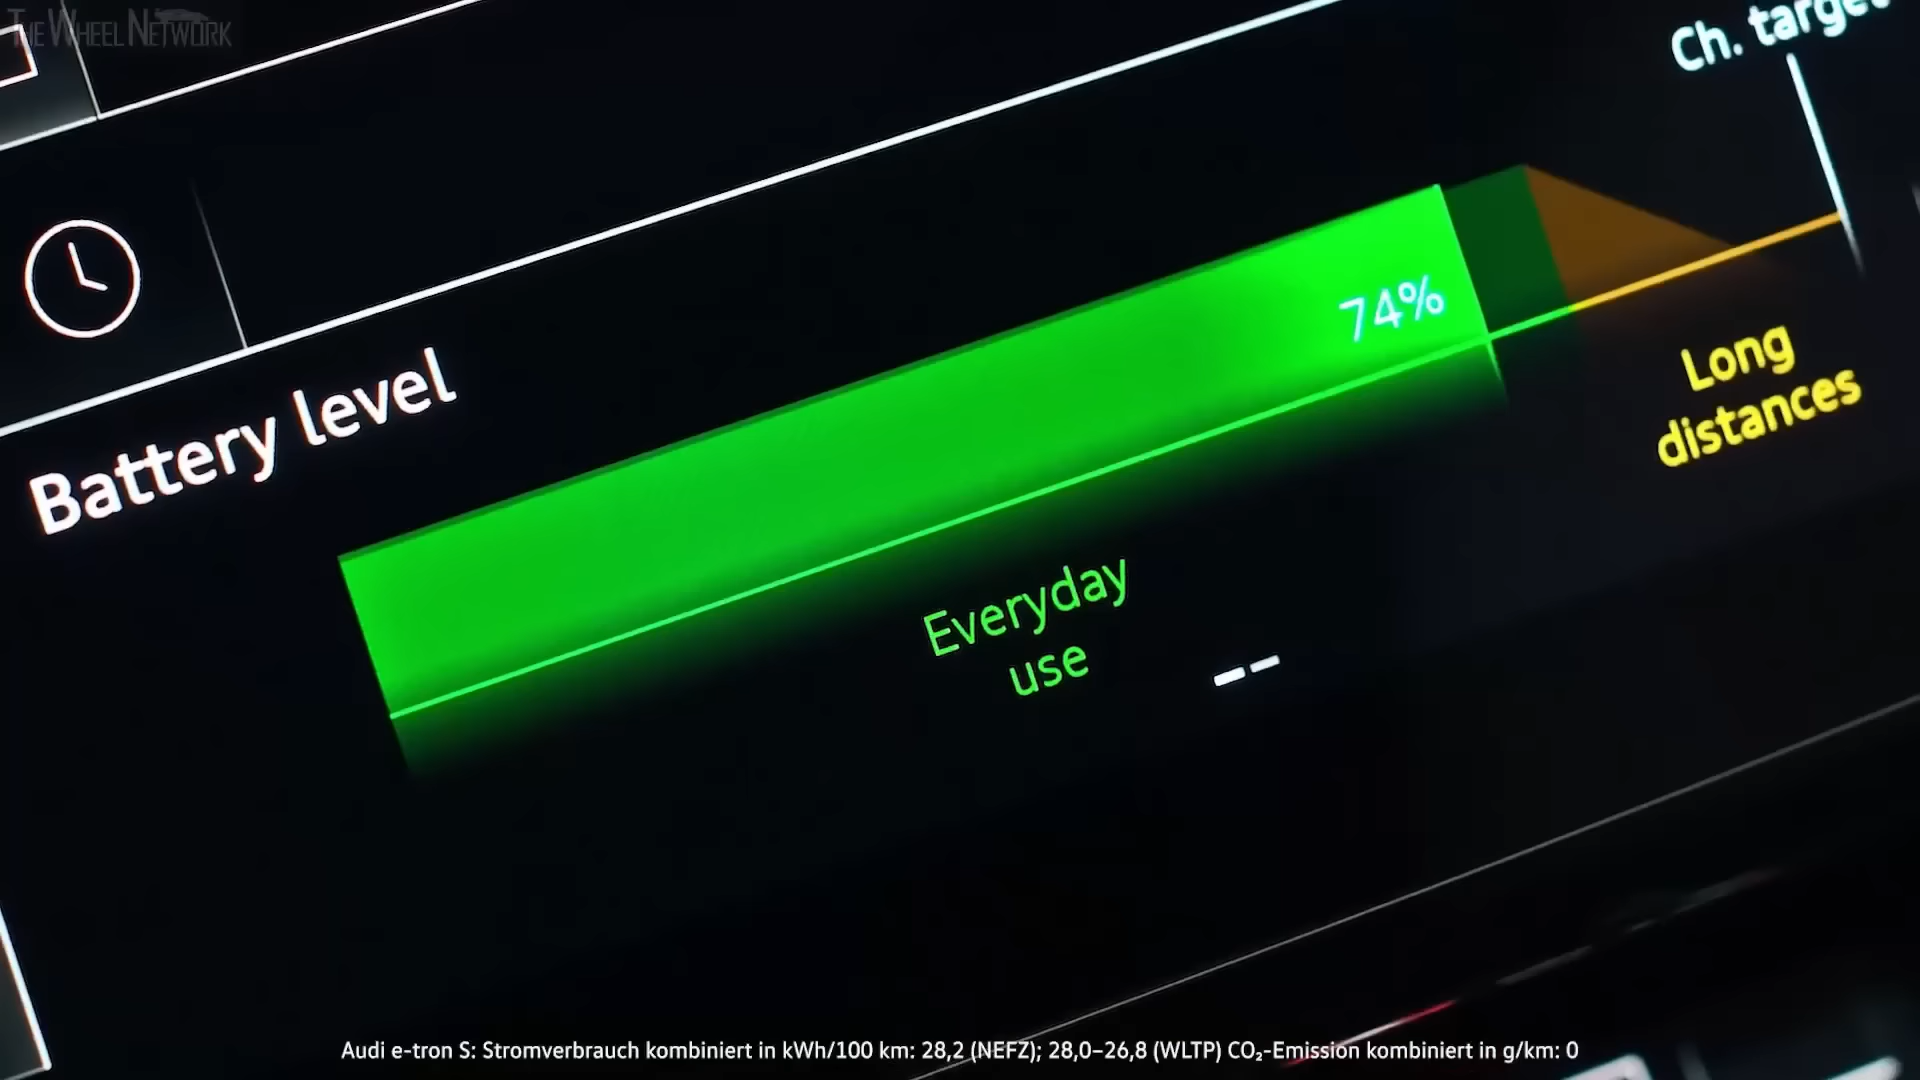 THE WHEEL NETWORK
Ch. target
Battery level
74%
Long
distances
Everyday
use
--
Audi e-tron S: Stromverbrauch kombiniert in kWh/100 km: 28,2 (NEFZ); 28,0–26,8 (WLTP) CO₂-Emission kombiniert in g/km: 0